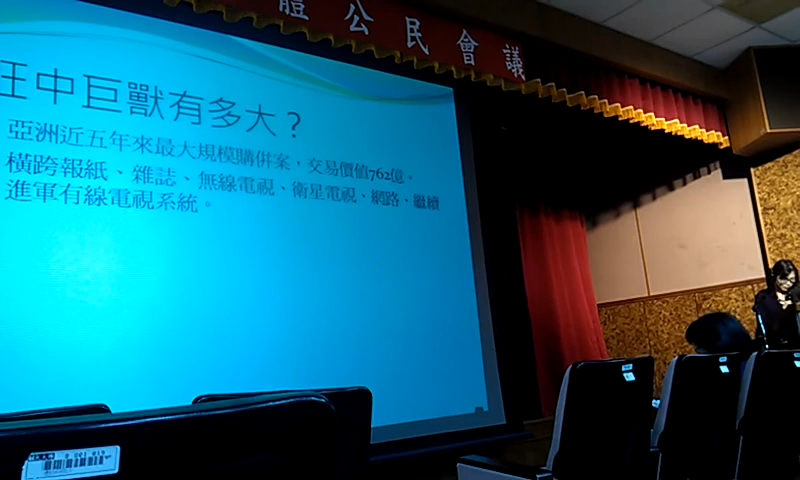 體公民會議
旺中巨獸有多大？
亞洲近五年來最大規模購併案，交易價值762億。
橫跨報紙、雜誌、無線電視、衛星電視、網路、繼續
進軍有線電視系統。